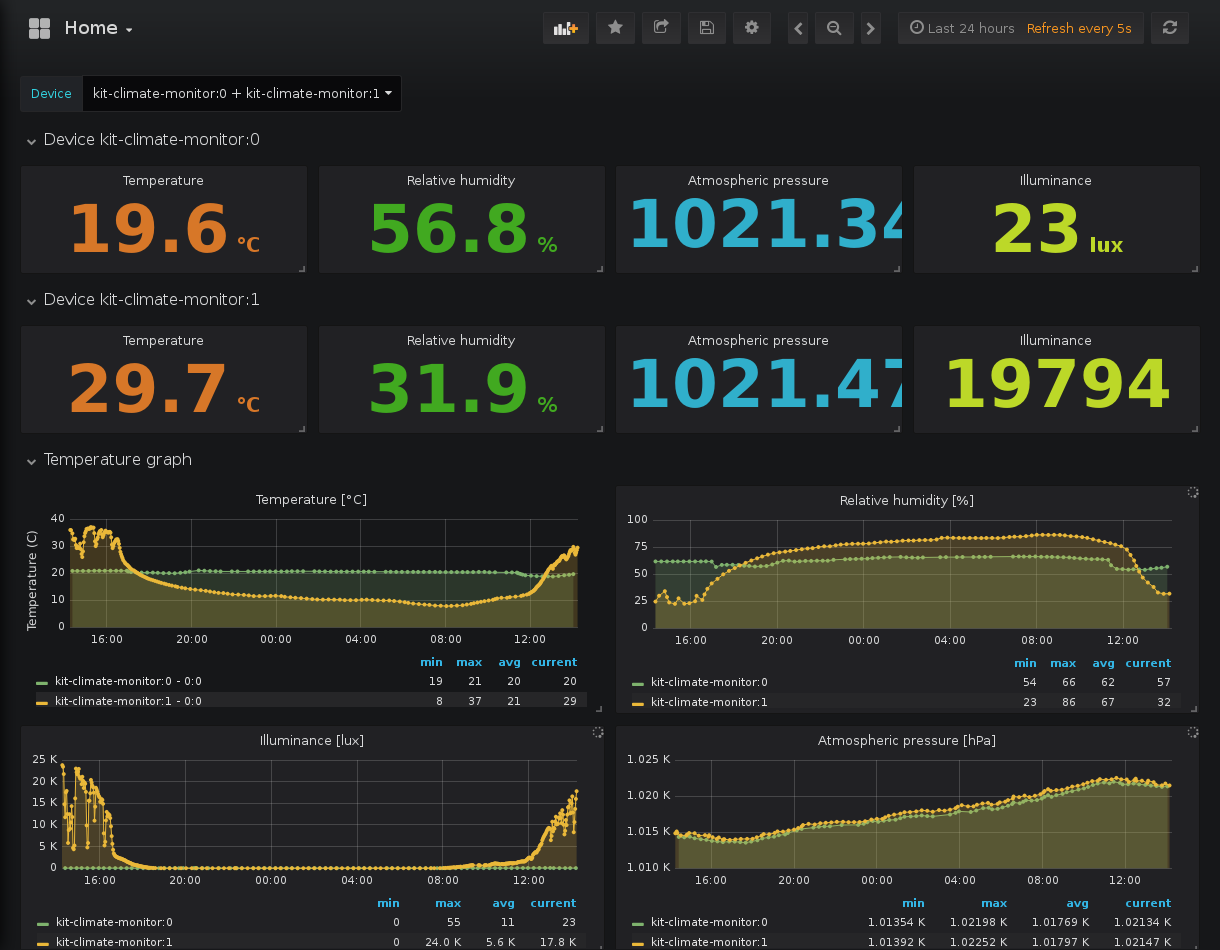 Home
Last 24 hours Refresh every 5s
Device kit-climate-monitor:0 + kit-climate-monitor:1
Device kit-climate-monitor:0
Temperature Relative humidity Atmospheric pressure Illuminance
19.6 °C 56.8 % 1021.34 23 lux
Device kit-climate-monitor:1
Temperature Relative humidity Atmospheric pressure Illuminance
29.7 °C 31.9 % 1021.47 19794
Temperature graph
Temperature [°C]
Temperature (C)
40
30
20
10
0
16:00 20:00 00:00 04:00 08:00 12:00
min max avg current
kit-climate-monitor:0 - 0:0 19 21 20 20
kit-climate-monitor:1 - 0:0 8 37 21 29
Relative humidity [%]
100
75
50
25
0
16:00 20:00 00:00 04:00 08:00 12:00
min max avg current
kit-climate-monitor:0 54 66 62 57
kit-climate-monitor:1 23 86 67 32
Illuminance [lux]
25 K
20 K
15 K
10 K
5 K
0
16:00 20:00 00:00 04:00 08:00 12:00
min max avg current
kit-climate-monitor:0 0 55 11 23
kit-climate-monitor:1 0 24.0 K 5.6 K 17.8 K
Atmospheric pressure [hPa]
1.025 K
1.020 K
1.015 K
1.010 K
16:00 20:00 00:00 04:00 08:00 12:00
min max avg current
kit-climate-monitor:0 1.01354 K 1.02198 K 1.01769 K 1.02134 K
kit-climate-monitor:1 1.01392 K 1.02252 K 1.01797 K 1.02147 K